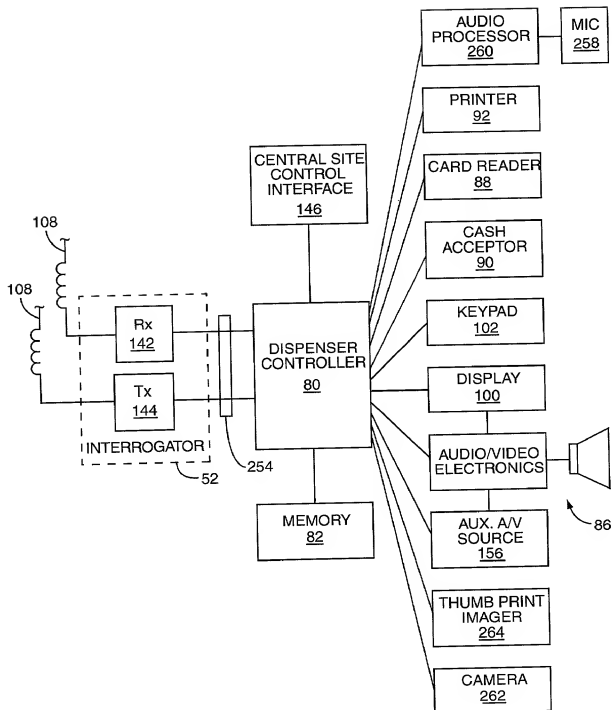 AUDIO
PROCESSOR
260
MIC
258
PRINTER
92
CENTRAL SITE
CONTROL
INTERFACE
146
CARD READER
88
108
CASH
ACCEPTOR
90
108
Rx
142
KEYPAD
102
DISPENSER
CONTROLLER
80
DISPLAY
100
Tx
144
INTERROGATOR
AUDIO/VIDEO
ELECTRONICS
52
254
86
MEMORY
82
AUX. A/V
SOURCE
156
THUMB PRINT
IMAGER
264
CAMERA
262